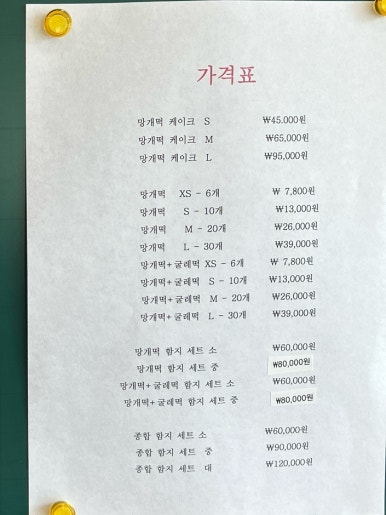 가격표
망개떡 케이크 S ₩45,000원
망개떡 케이크 M ₩65,000원
망개떡 케이크 L ₩95,000원
망개떡 XS - 6개 ₩ 7,800원
망개떡 S - 10개 ₩13,000원
망개떡 M - 20개 ₩26,000원
망개떡 L - 30개 ₩39,000원
망개떡+굴레떡 XS - 6개 ₩ 7,800원
망개떡+굴레떡 S - 10개 ₩13,000원
망개떡+굴레떡 M - 20개 ₩26,000원
망개떡+굴레떡 L - 30개 ₩39,000원
망개떡 함지 세트 소 ₩60,000원
망개떡 함지 세트 중 ₩80,000원
망개떡+굴레떡 함지 세트 소 ₩60,000원
망개떡+굴레떡 함지 세트 중 ₩80,000원
종합 함지 세트 소 ₩60,000원
종합 함지 세트 중 ₩90,000원
종합 함지 세트 대 ₩120,000원